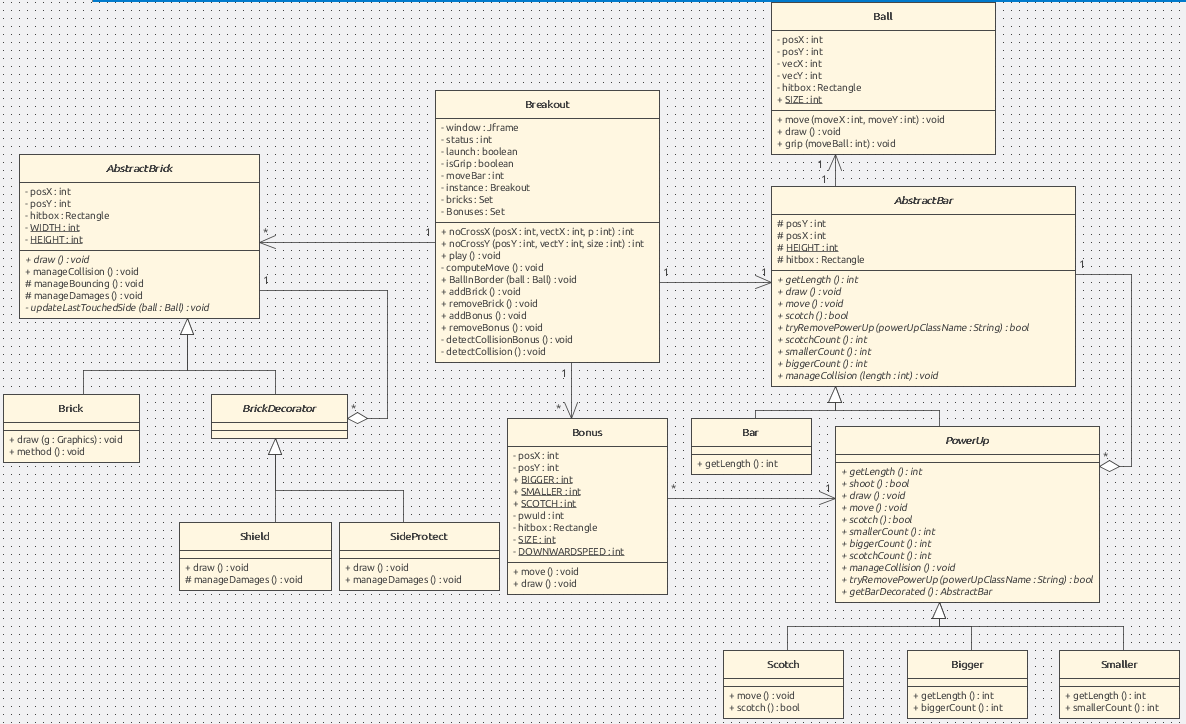 Ball
- posX : int
- posY : int
- vecX : int
- vecY : int
- hitbox : Rectangle
+ SIZE : int
+ move (moveX : int, moveY : int) : void
+ draw () : void
+ grip (moveBall: int) : void
1
1
Breakout
- window : Jframe
- status : int
- launch : boolean
- isGrip : boolean
- moveBar : int
- instance : Breakout
- bricks : Set
- Bonuses : Set
+ noCrossX (posX : int, vectX : int, p : int) : int
+ noCrossY (posY : int, vectY : int, size : int) : int
+ play () : void
- computeMove () : void
+ BallInBorder (ball : Ball) : void
+ addBrick () : void
+ removeBrick () : void
+ addBonus () : void
+ removeBonus () : void
- detectCollisionBonus () : void
- detectCollision () : void
AbstractBrick
- posX : int
- posY : int
- hitbox : Rectangle
- WIDTH : int
- HEIGHT : int
+ draw () : void
+ manageCollision () : void
# manageBouncing () : void
# manageDamages () : void
- updateLastTouchedSide (ball : Ball) : void
*
1
1
AbstractBar
# posY : int
# posX : int
# HEIGHT : int
# hitbox : Rectangle
+ getLength () : int
+ draw () : void
+ move () : void
+ scotch () : bool
+ tryRemovePowerUp (powerUpClassName : String) : bool
+ scotchCount () : int
+ smallerCount () : int
+ biggerCount () : int
+ manageCollision (length : int) : void
1
1
1
1
*
Brick
+ draw (g : Graphics) : void
+ method () : void
BrickDecorator
*
Bonus
- posX : int
- posY : int
+ BIGGER : int
+ SMALLER : int
+ SCOTCH : int
- pwuId : int
- hitbox : Rectangle
- SIZE : int
- DOWNWARDSPEED : int
+ move () : void
+ draw () : void
Bar
+ getLength () : int
PowerUp
+ getLength () : int
+ shoot () : bool
+ draw () : void
+ move () : void
+ scotch () : bool
+ smallerCount () : int
+ biggerCount () : int
+ scotchCount () : int
+ manageCollision () : void
+ tryRemovePowerUp (powerUpClassName : String) : bool
+ getBarDecorated () : AbstractBar
*
*
1
Shield
+ draw () : void
# manageDamages () : void
SideProtect
+ draw () : void
+ manageDamages () : void
Scotch
+ move () : void
+ scotch () : bool
Bigger
+ getLength () : int
+ biggerCount () : int
Smaller
+ getLength () : int
+ smallerCount () : int